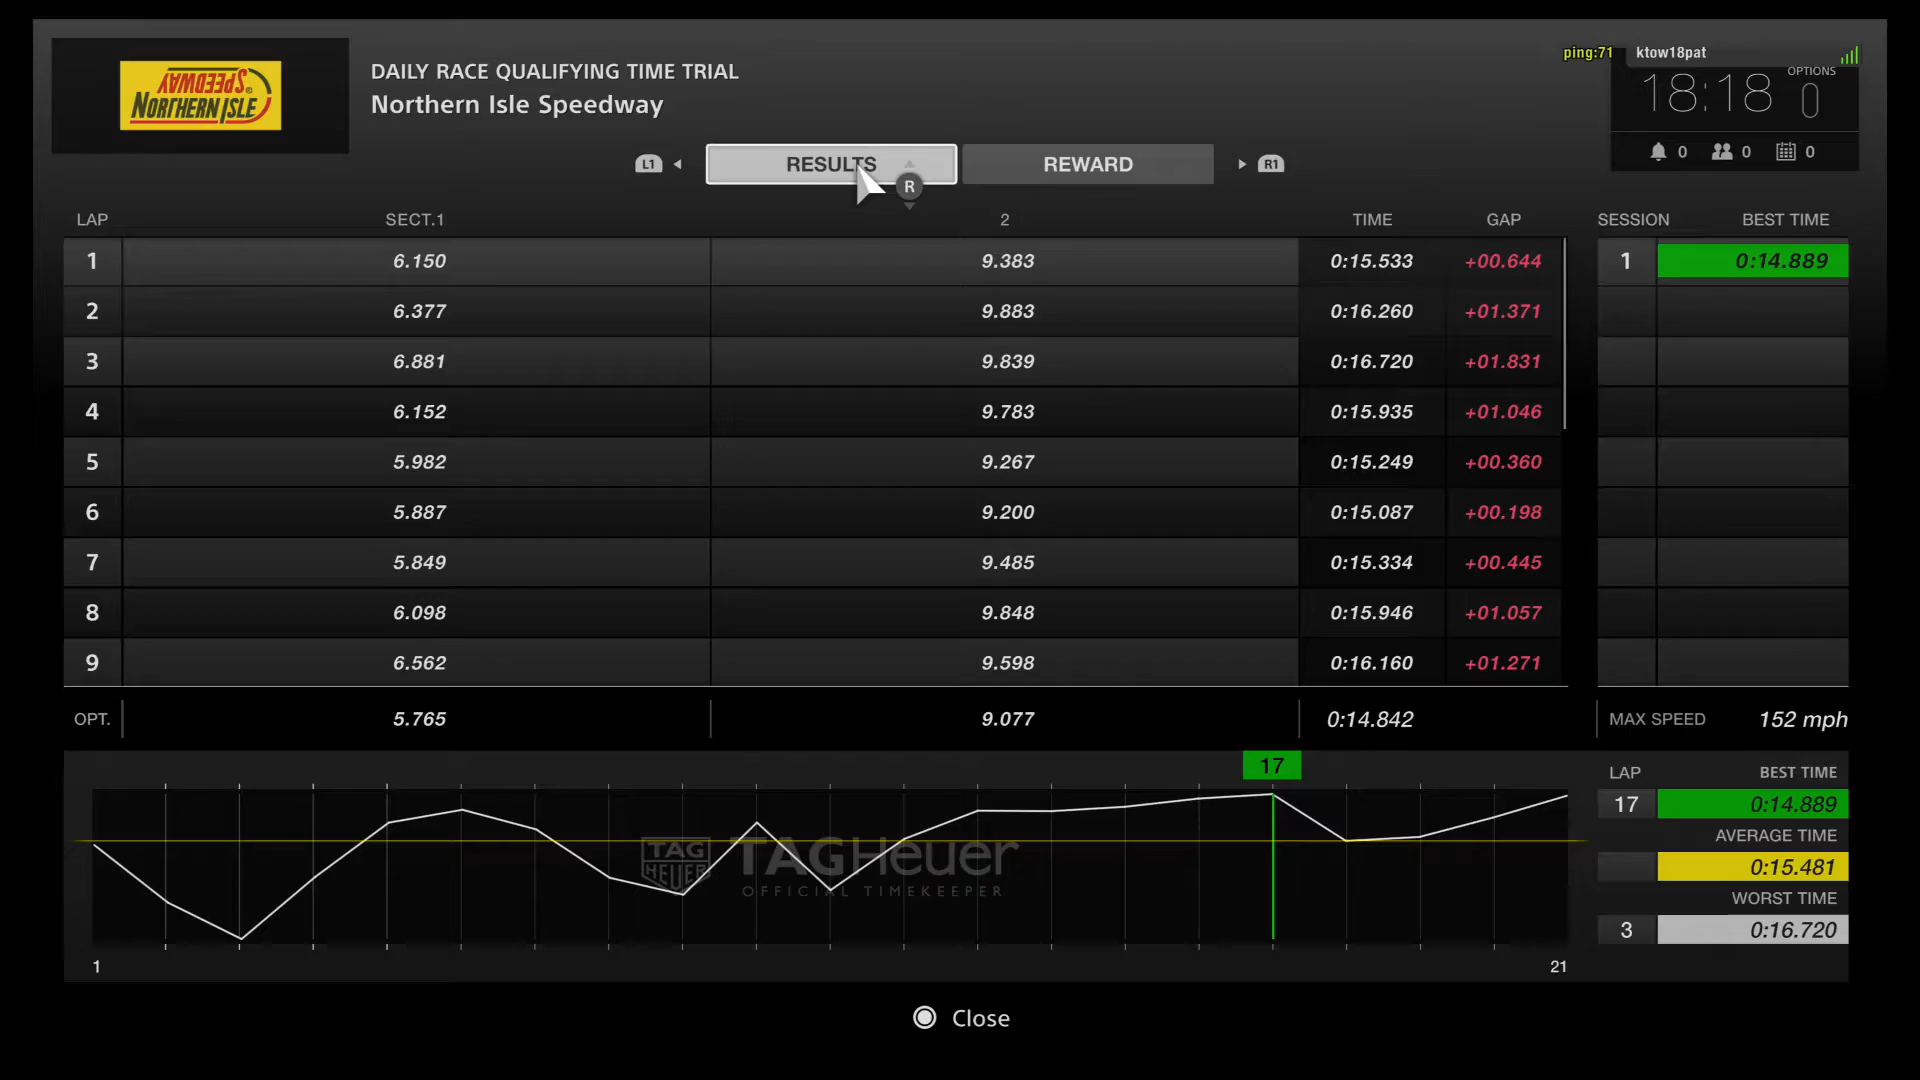 SPEEDWAY
NORTHERN ISLE
DAILY RACE QUALIFYING TIME TRIAL
Northern Isle Speedway
ping:71 ktow18pat
18:18 OPTIONS
0 0 0
L1 RESULTS R REWARD R1
LAP SECT.1 2 TIME GAP SESSION BEST TIME
1 6.150 9.383 0:15.533 +00.644 1 0:14.889
2 6.377 9.883 0:16.260 +01.371
3 6.881 9.839 0:16.720 +01.831
4 6.152 9.783 0:15.935 +01.046
5 5.982 9.267 0:15.249 +00.360
6 5.887 9.200 0:15.087 +00.198
7 5.849 9.485 0:15.334 +00.445
8 6.098 9.848 0:15.946 +01.057
9 6.562 9.598 0:16.160 +01.271
OPT. 5.765 9.077 0:14.842 MAX SPEED 152 mph
17
LAP BEST TIME
17 0:14.889
AVERAGE TIME
0:15.481
WORST TIME
3 0:16.720
TAG HEUER TAGHeuer
OFFICIAL TIMEKEEPER
1 21
Close